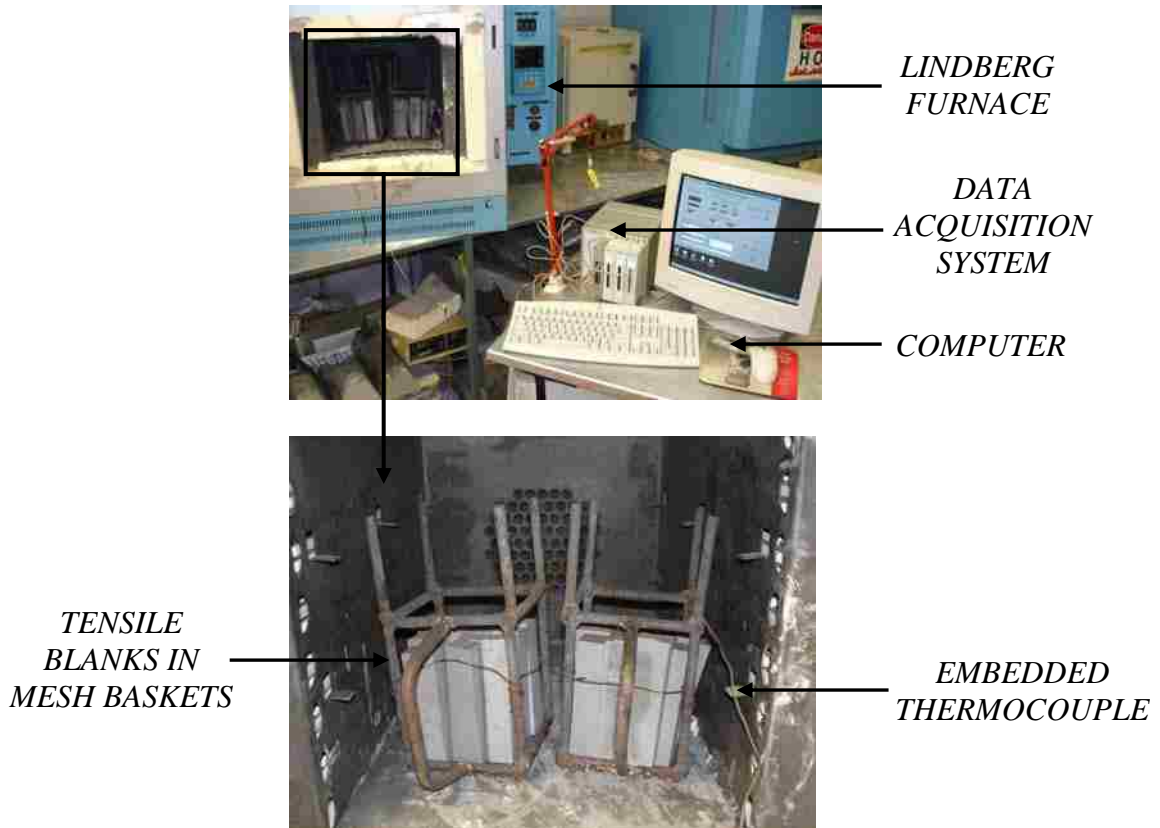 LINDBERG
FURNACE
DATA
ACQUISITION
SYSTEM
COMPUTER
TENSILE
BLANKS IN
MESH BASKETS
EMBEDDED
THERMOCOUPLE